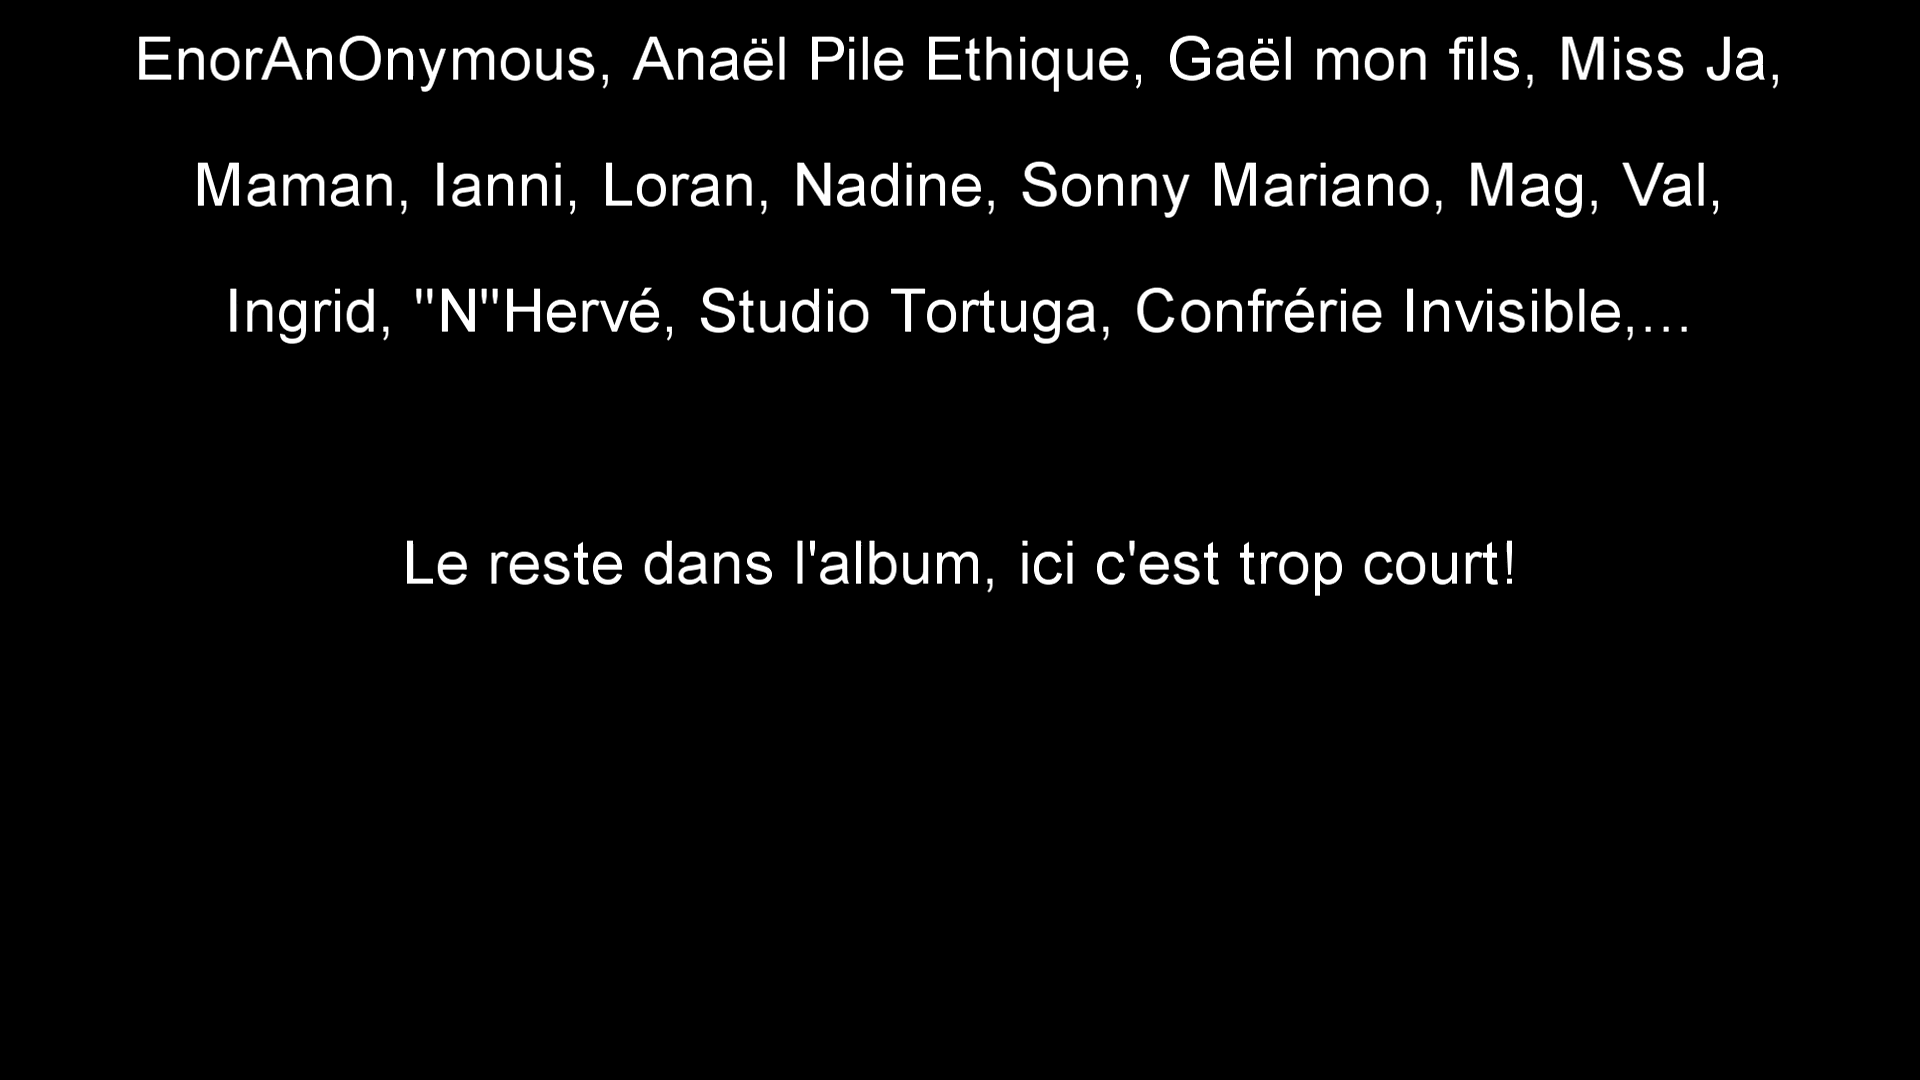 EnorAnOnymous, Anaël Pile Ethique, Gaël mon fils, Miss Ja,
Maman, Ianni, Loran, Nadine, Sonny Mariano, Mag, Val,
Ingrid, "N"Hervé, Studio Tortuga, Confrérie Invisible,...
Le reste dans l'album, ici c'est trop court!